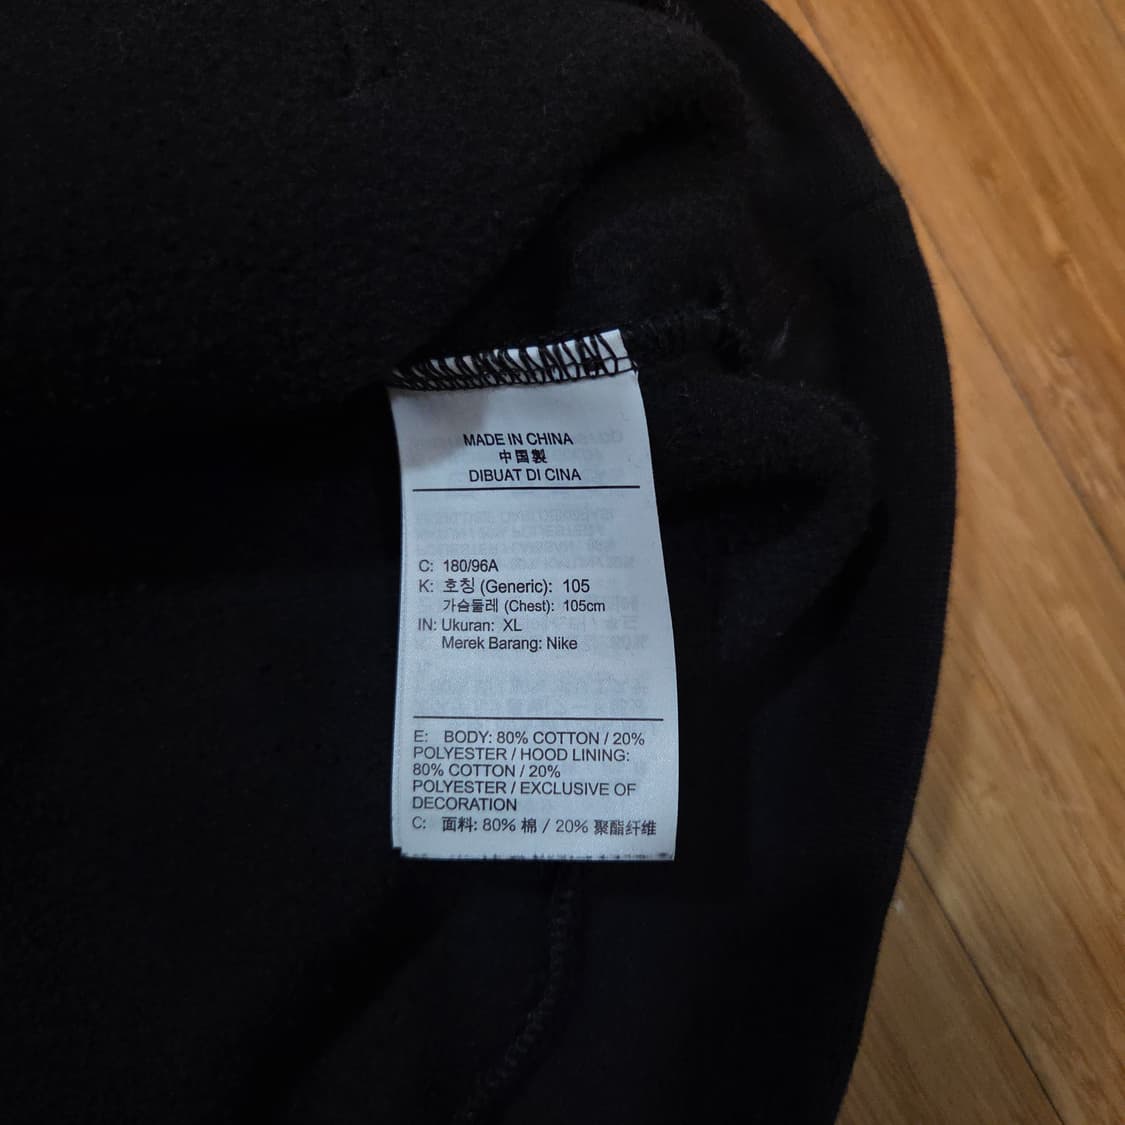 MADE IN CHINA
中国製
DIBUAT DI CINA
C: 180/96A
K: 호칭 (Generic): 105
가슴둘레 (Chest): 105cm
IN: Ukuran: XL
Merek Barang: Nike
E: BODY: 80% COTTON / 20%
POLYESTER / HOOD LINING:
80% COTTON / 20%
POLYESTER / EXCLUSIVE OF
DECORATION
C: 面料: 80% 棉 / 20% 聚酯纤维